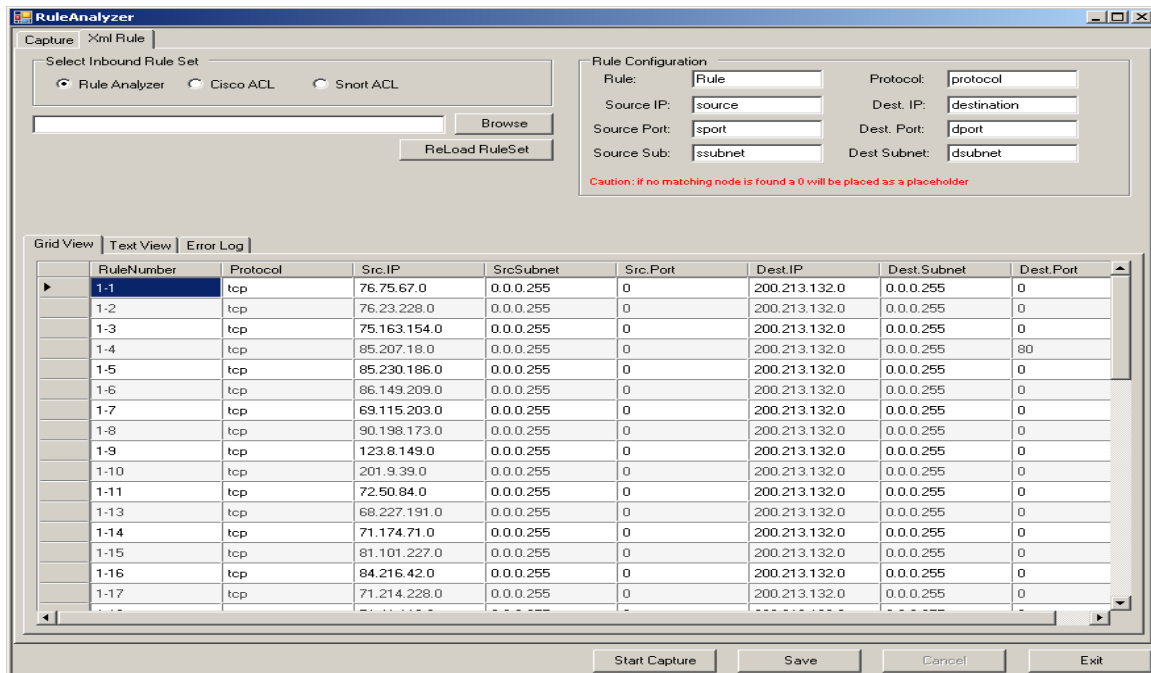 RuleAnalyzer
Capture Xml Rule
Select Inbound Rule Set
Rule Analyzer Cisco ACL Snort ACL
Browse
ReLoad RuleSet
Rule Configuration
Rule: Rule Protocol: protocol
Source IP: source Dest. IP: destination
Source Port: sport Dest. Port: dport
Source Sub: ssubnet Dest Subnet: dsubnet
Caution: if no matching node is found a 0 will be placed as a placeholder
Grid View Text View Error Log
RuleNumber Protocol Src.IP SrcSubnet Src.Port Dest.IP Dest.Subnet Dest.Port
1-1 tcp 76.75.67.0 0.0.0.255 0 200.213.132.0 0.0.0.255 0
1-2 tcp 76.23.228.0 0.0.0.255 0 200.213.132.0 0.0.0.255 0
1-3 tcp 75.163.154.0 0.0.0.255 0 200.213.132.0 0.0.0.255 0
1-4 tcp 85.207.18.0 0.0.0.255 0 200.213.132.0 0.0.0.255 80
1-5 tcp 85.230.186.0 0.0.0.255 0 200.213.132.0 0.0.0.255 0
1-6 tcp 86.149.209.0 0.0.0.255 0 200.213.132.0 0.0.0.255 0
1-7 tcp 69.115.203.0 0.0.0.255 0 200.213.132.0 0.0.0.255 0
1-8 tcp 90.198.173.0 0.0.0.255 0 200.213.132.0 0.0.0.255 0
1-9 tcp 123.8.149.0 0.0.0.255 0 200.213.132.0 0.0.0.255 0
1-10 tcp 201.9.39.0 0.0.0.255 0 200.213.132.0 0.0.0.255 0
1-11 tcp 72.50.84.0 0.0.0.255 0 200.213.132.0 0.0.0.255 0
1-13 tcp 68.227.191.0 0.0.0.255 0 200.213.132.0 0.0.0.255 0
1-14 tcp 71.174.71.0 0.0.0.255 0 200.213.132.0 0.0.0.255 0
1-15 tcp 81.101.227.0 0.0.0.255 0 200.213.132.0 0.0.0.255 0
1-16 tcp 84.216.42.0 0.0.0.255 0 200.213.132.0 0.0.0.255 0
1-17 tcp 71.214.228.0 0.0.0.255 0 200.213.132.0 0.0.0.255 0
Start Capture Save Cancel Exit